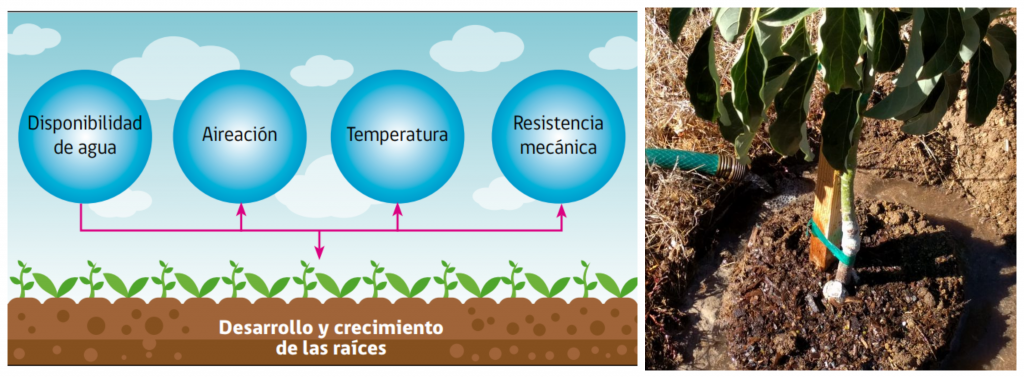 Disponibilidad
de agua
Aireación
Temperatura
Resistencia
mecánica
Desarrollo y crecimiento
de las raíces